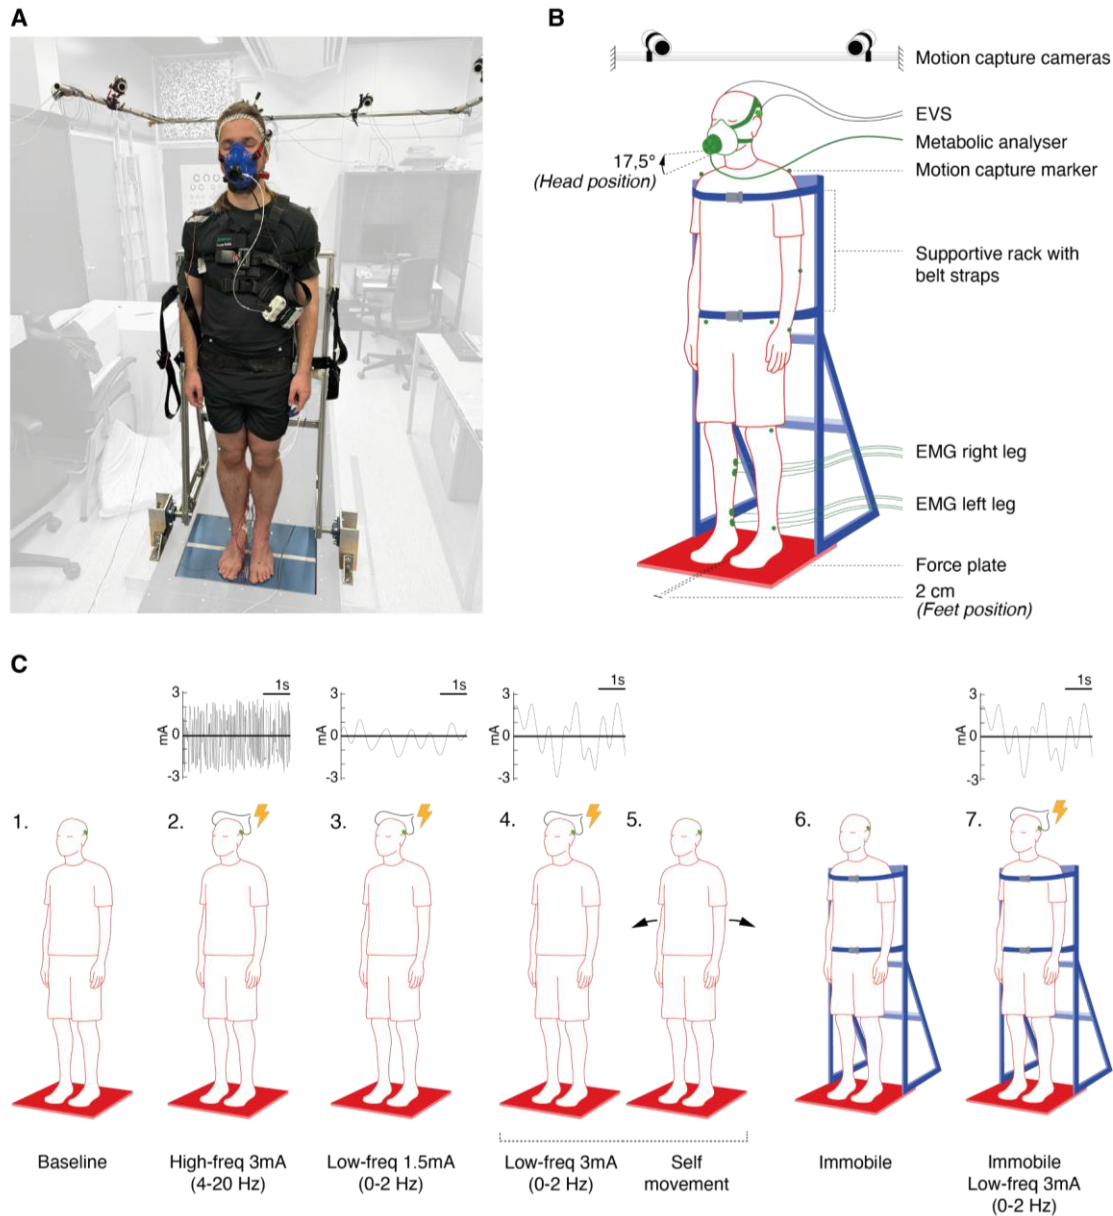 A
B
Motion capture cameras
EVS
Metabolic analyser
17,5°
(Head position)
Motion capture marker
Supportive rack with
belt straps
EMG right leg
EMG left leg
Force plate
2 cm
(Feet position)
C
1s
3
mA
0
-3
1s
3
mA
0
-3
1s
3
mA
0
-3
1s
3
mA
0
-3
1.
2.
3.
4.
5.
6.
7.
Baseline
High-freq 3mA
(4-20 Hz)
Low-freq 1.5mA
(0-2 Hz)
Low-freq 3mA
(0-2 Hz)
Self
movement
Immobile
Immobile
Low-freq 3mA
(0-2 Hz)